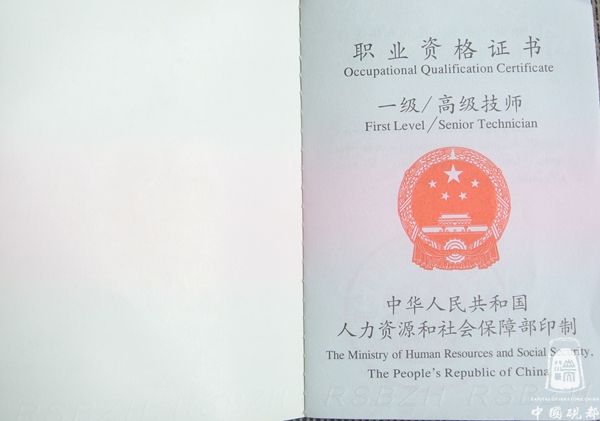 职业资格证书
Occupational Qualification Certificate
一级/高级技师
First Level/Senior Technician
中华人民共和国
人力资源和社会保障部印制
The Ministry of Human Resources and Social Security,
The People's Republic of China
RSBZH RSBZH
中国砚都